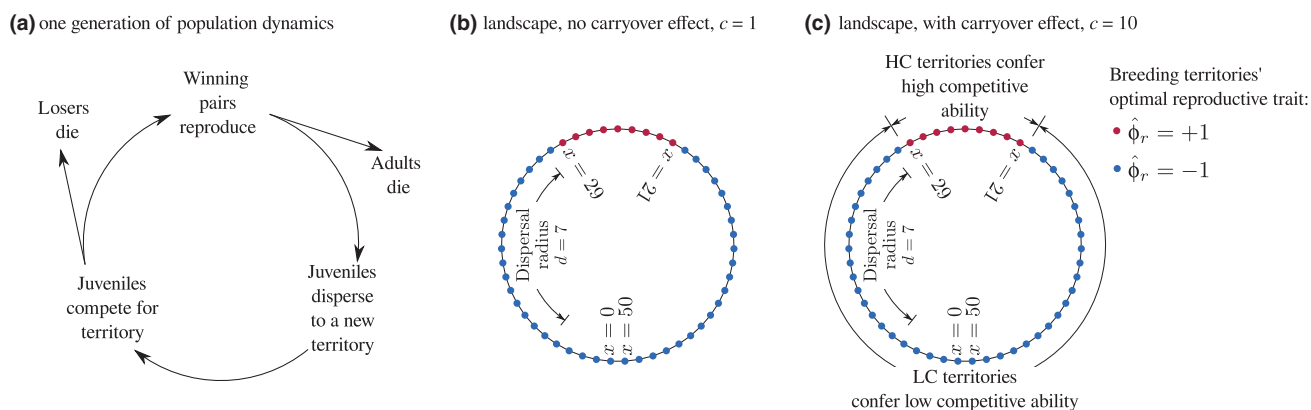 (a) one generation of population dynamics
Winning
pairs
reproduce
Losers
die
Adults
die
Juveniles
compete for
territory
Juveniles
disperse
to a new
territory
(b) landscape, no carryover effect, c = 1
x = 29
x = 21
Dispersal
radius
d = 7
x = 0
x = 50
(c) landscape, with carryover effect, c = 10
HC territories confer
high competitive
ability
x = 29
x = 21
Dispersal
radius
d = 7
x = 0
x = 50
LC territories
confer low competitive ability
Breeding territories'
optimal reproductive trait:
ϕ̂r = +1
ϕ̂r = −1